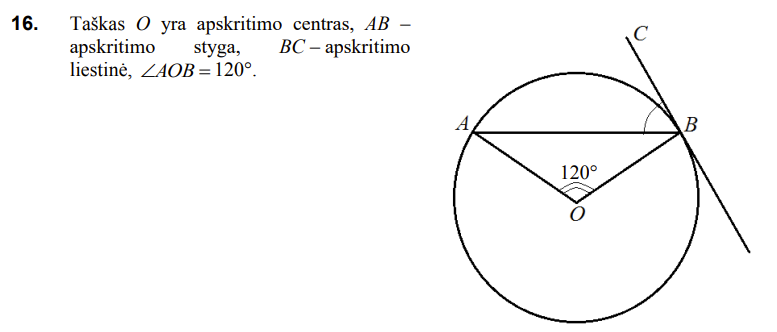 16. Taškas O yra apskritimo centras, AB –
apskritimo styga, BC – apskritimo
liestinė, ∠AOB = 120°.
C
A
B
120°
O